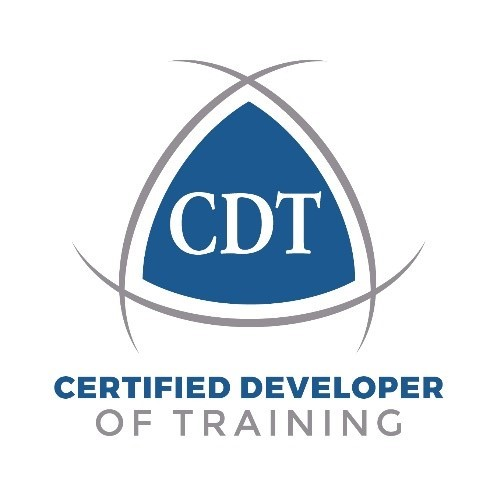 CDT
CERTIFIED DEVELOPER
OF TRAINING